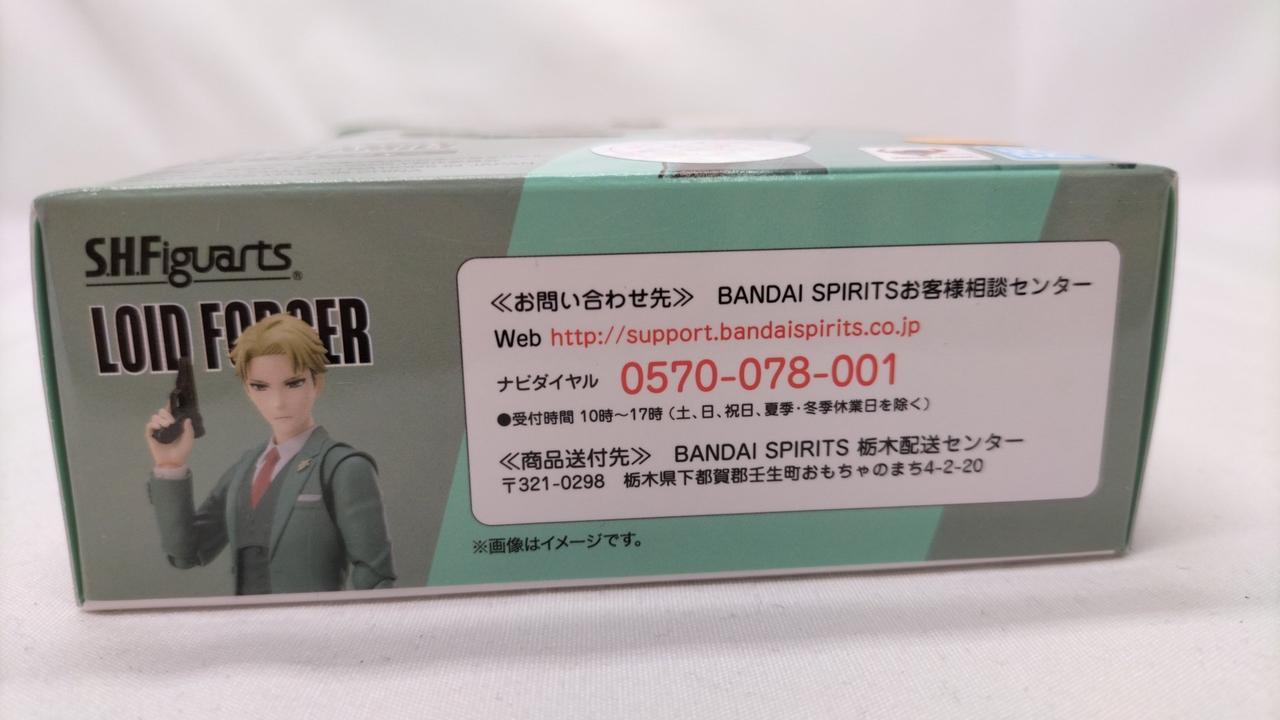 S.H.Figuarts®
LOID FORGER
≪お問い合わせ先≫ BANDAI SPIRITSお客様相談センター
Web http://support.bandaispirits.co.jp
ナビダイヤル 0570-078-001
●受付時間 10時〜17時（土、日、祝日、夏季・冬季休業日を除く）
≪商品送付先≫ BANDAI SPIRITS 栃木配送センター
〒321-0298 栃木県下都賀郡壬生町おもちゃのまち4-2-20
※画像はイメージです。